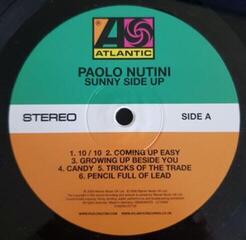 ATLANTIC
PAOLO NUTINI
SUNNY SIDE UP
STEREO
SIDE A
1. 10 / 10 2. COMING UP EASY
3. GROWING UP BESIDE YOU
4. CANDY 5. TRICKS OF THE TRADE
6. PENCIL FULL OF LEAD